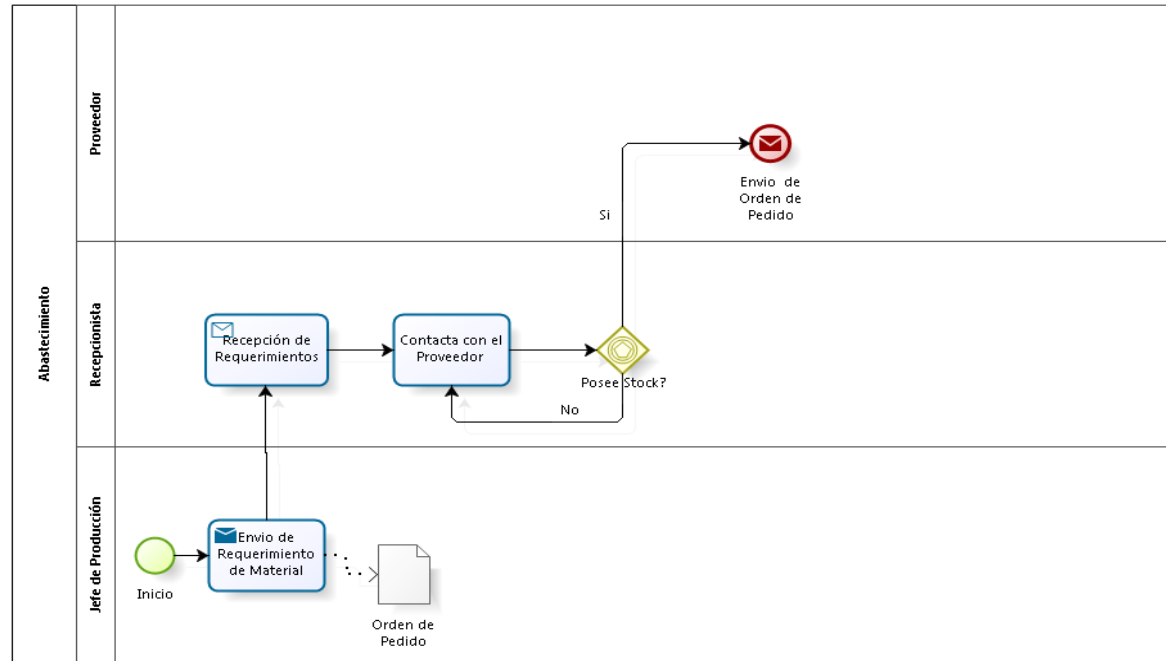 Abastecimiento
Proveedor
Envio de
Orden de
Pedido
Si
Recepcionista
Recepción de
Requerimientos
Contacta con el
Proveedor
Posee Stock?
No
Jefe de Producción
Inicio
Envio de
Requerimiento
de Material
Orden de
Pedido